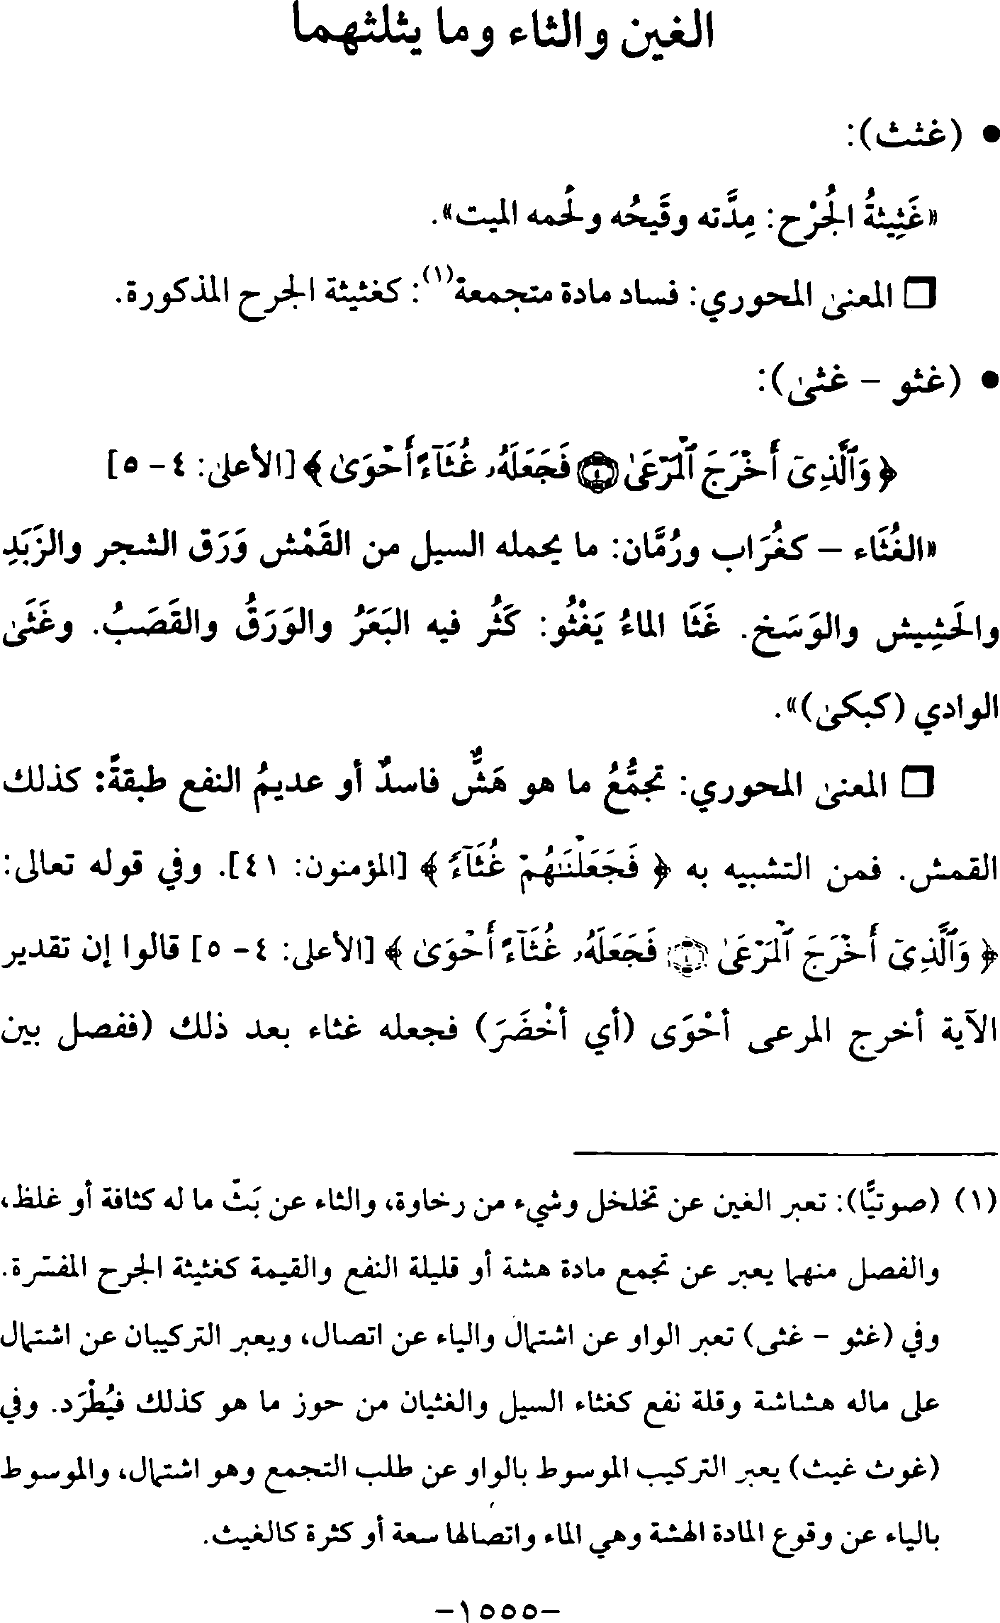 الغين والثاء وما يثلثهما
• (غثث):
«غَثِيثةُ الجُرْح: مِدَّته وقَيحُه ولَحمه الميت».
□ المعنى المحوري: فساد مادة متجمعة(١): كغثيثة الجرح المذكورة.
• (غثو – غثى):
﴿وَٱلَّذِىٓ أَخْرَجَ ٱلْمَرْعَىٰ ٤ فَجَعَلَهُۥ غُثَآءً أَحْوَىٰ﴾ [الأعلى: ٤ – ٥]
«الغُثَاء – كغُرَاب ورُمَّان: ما يحمله السيل من القَمْش وَرَق الشجر والزَبَدِ
والحَشِيش والوَسَخ. غَثَا الماءُ يَغْثُو: كَثُر فيه البَعَرُ والوَرَقُ والقَصَبُ. وغَثَى
الوادي (كبكى)».
□ المعنى المحوري: تجمُّعُ ما هو هَشٌّ فاسدٌ أو عديمُ النفع طبقةً: كذلك
القمش. فمن التشبيه به ﴿فَجَعَلْنَـٰهُمْ غُثَآءً﴾ [المؤمنون: ٤١]. وفي قوله تعالى:
﴿وَٱلَّذِىٓ أَخْرَجَ ٱلْمَرْعَىٰ ٤ فَجَعَلَهُۥ غُثَآءً أَحْوَىٰ﴾ [الأعلى: ٤ – ٥] قالوا إن تقدير
الآية أخرج المرعى أحْوَى (أي أخْضَرَ) فجعله غثاء بعد ذلك (ففصل بين
(١) (صوتيًّا): تعبر الغين عن تخلخل وشيء من رخاوة، والثاء عن بَثّ ما له كثافة أو غلظ،
والفصل منهما يعبر عن تجمع مادة هشة أو قليلة النفع والقيمة كغثيثة الجرح المفسّرة.
وفي (غثو – غثى) تعبر الواو عن اشتمال والياء عن اتصال، ويعبر التركيبان عن اشتمال
على ماله هشاشة وقلة نفع كغثاء السيل والغثيان من حوز ما هو كذلك فيُطْرَد. وفي
(غوث غيث) يعبر التركيب الموسوط بالواو عن طلب التجمع وهو اشتمال، والموسوط
بالياء عن وقوع المادة الهشة وهي الماء واتصالها سعة أو كثرة كالغيث.
–١٥٥٥–